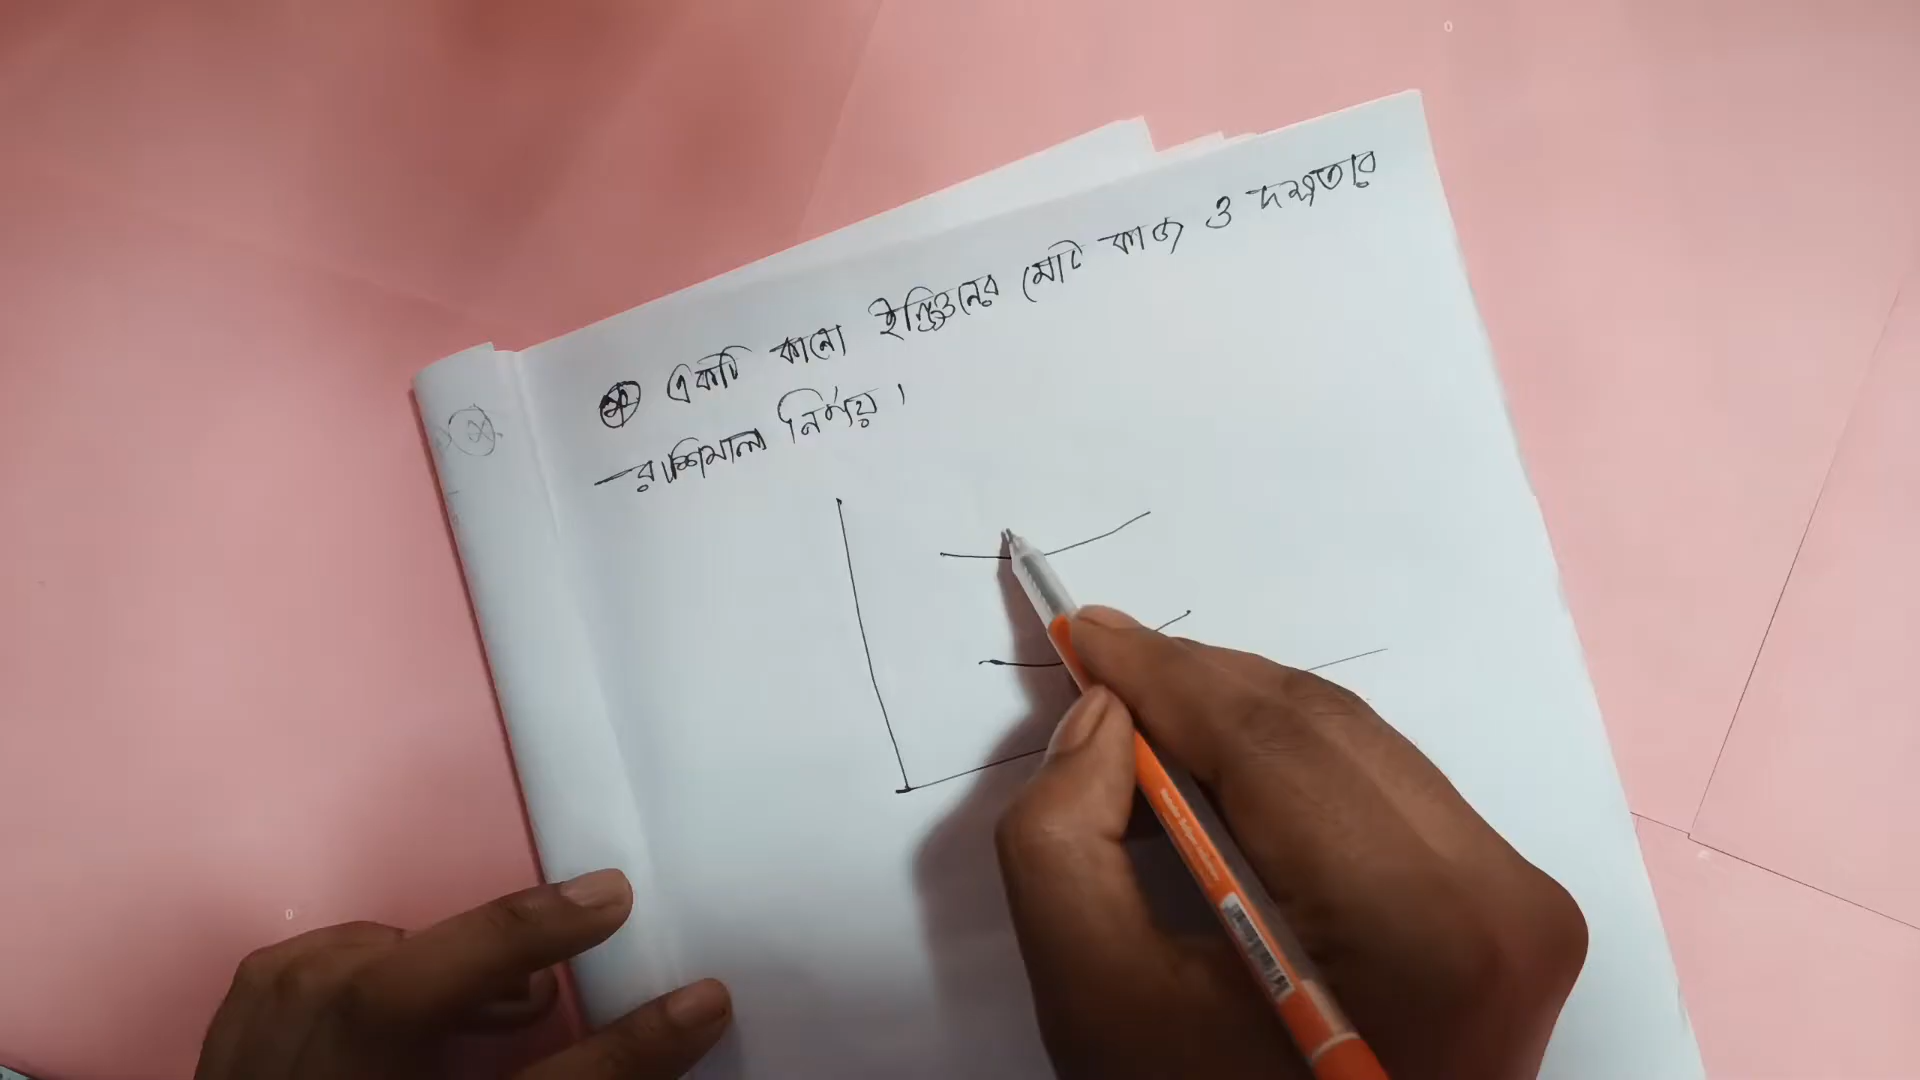 একটি কার্নো ইঞ্জিনের মোট কাজ ও দক্ষতার
রাশিমালা নির্ণয়।